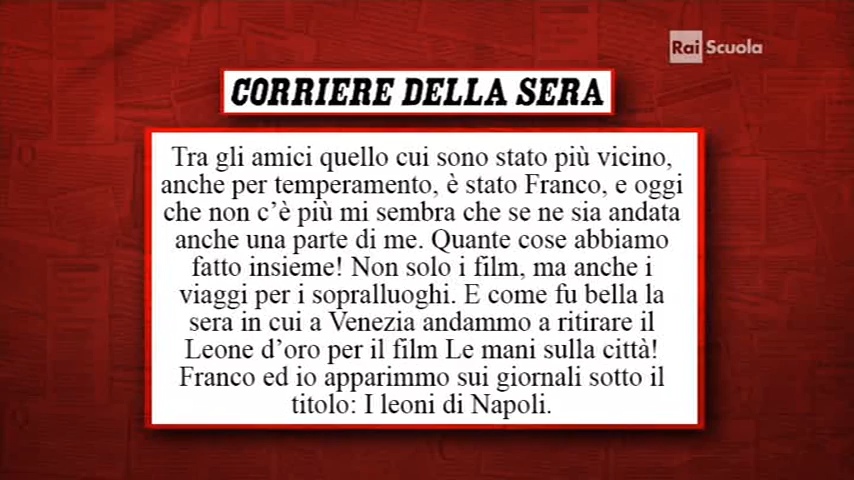 Rai Scuola
CORRIERE DELLA SERA
Tra gli amici quello cui sono stato più vicino,
anche per temperamento, è stato Franco, e oggi
che non c’è più mi sembra che se ne sia andata
anche una parte di me. Quante cose abbiamo
fatto insieme! Non solo i film, ma anche i
viaggi per i sopralluoghi. E come fu bella la
sera in cui a Venezia andammo a ritirare il
Leone d’oro per il film Le mani sulla città!
Franco ed io apparimmo sui giornali sotto il
titolo: I leoni di Napoli.